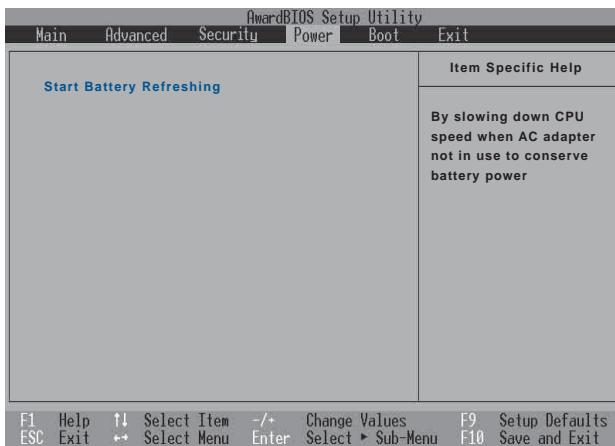 AwardBIOS Setup Utility
Main Advanced Security Power Boot Exit
Start Battery Refreshing
Item Specific Help
By slowing down CPU
speed when AC adapter
not in use to conserve
battery power
F1 Help ↑↓ Select Item -/+ Change Values F9 Setup Defaults
ESC Exit ←→ Select Menu Enter Select ▸ Sub-Menu F10 Save and Exit